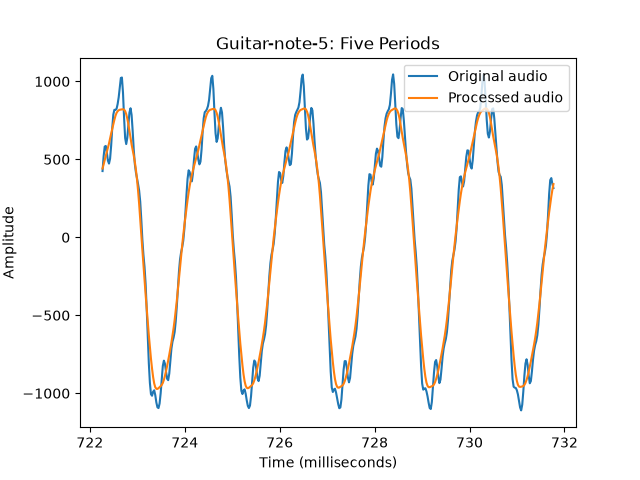 Guitar-note-5: Five Periods
Original audio
Processed audio
1000
500
0
−500
−1000
Amplitude
722
724
726
728
730
732
Time (milliseconds)